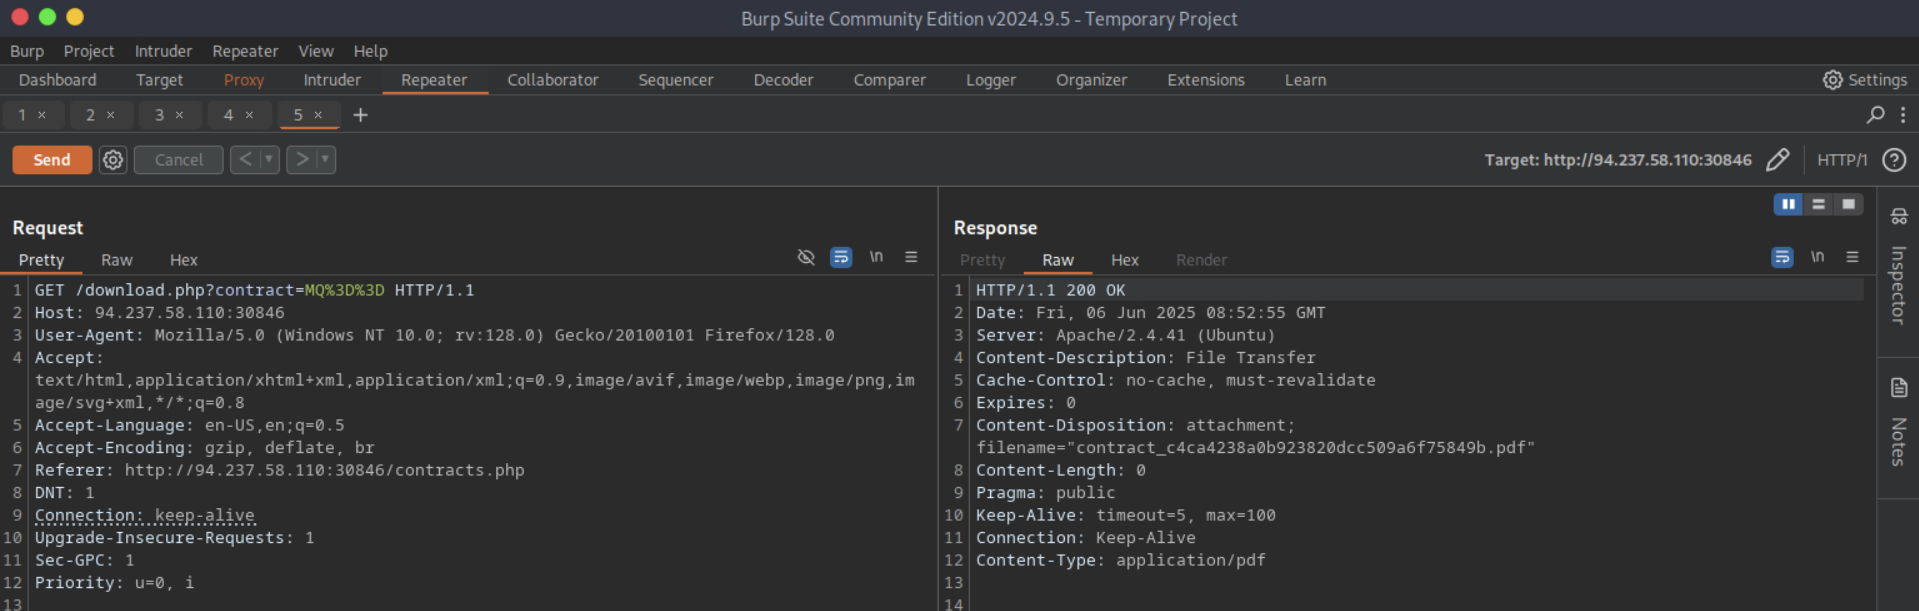 Burp Suite Community Edition v2024.9.5 - Temporary Project
Burp Project Intruder Repeater View Help
Dashboard Target Proxy Intruder Repeater Collaborator Sequencer Decoder Comparer Logger Organizer Extensions Learn Settings
1 × 2 × 3 × 4 × 5 × +
Send Cancel < > Target: http://94.237.58.110:30846 HTTP/1 ?
Request
Pretty Raw Hex \n
1 GET /download.php?contract=MQ%3D%3D HTTP/1.1
2 Host: 94.237.58.110:30846
3 User-Agent: Mozilla/5.0 (Windows NT 10.0; rv:128.0) Gecko/20100101 Firefox/128.0
4 Accept:
text/html,application/xhtml+xml,application/xml;q=0.9,image/avif,image/webp,image/png,im
age/svg+xml,*/*;q=0.8
5 Accept-Language: en-US,en;q=0.5
6 Accept-Encoding: gzip, deflate, br
7 Referer: http://94.237.58.110:30846/contracts.php
8 DNT: 1
9 Connection: keep-alive
10 Upgrade-Insecure-Requests: 1
11 Sec-GPC: 1
12 Priority: u=0, i
13
Response
Pretty Raw Hex Render \n
1 HTTP/1.1 200 OK
2 Date: Fri, 06 Jun 2025 08:52:55 GMT
3 Server: Apache/2.4.41 (Ubuntu)
4 Content-Description: File Transfer
5 Cache-Control: no-cache, must-revalidate
6 Expires: 0
7 Content-Disposition: attachment;
filename="contract_c4ca4238a0b923820dcc509a6f75849b.pdf"
8 Content-Length: 0
9 Pragma: public
10 Keep-Alive: timeout=5, max=100
11 Connection: Keep-Alive
12 Content-Type: application/pdf
13
14
Inspector
Notes